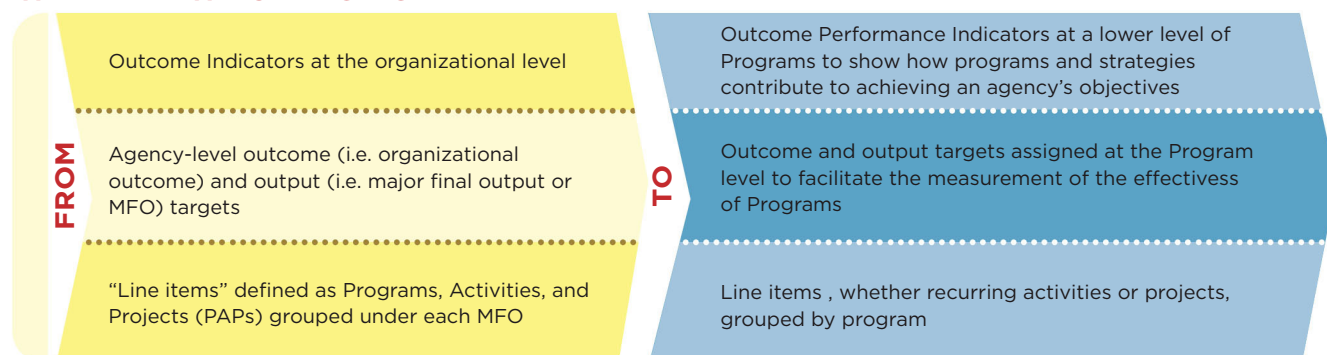 FROM
Outcome Indicators at the organizational level
Agency-level outcome (i.e. organizational
outcome) and output (i.e. major final output or
MFO) targets
“Line items” defined as Programs, Activities, and
Projects (PAPs) grouped under each MFO
TO
Outcome Performance Indicators at a lower level of
Programs to show how programs and strategies
contribute to achieving an agency’s objectives
Outcome and output targets assigned at the Program
level to facilitate the measurement of the effectivess
of Programs
Line items , whether recurring activities or projects,
grouped by program